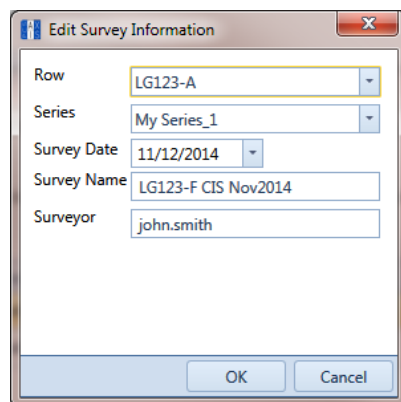 Edit Survey Information
Row LG123-A
Series My Series_1
Survey Date 11/12/2014
Survey Name LG123-F CIS Nov2014
Surveyor john.smith
OK Cancel